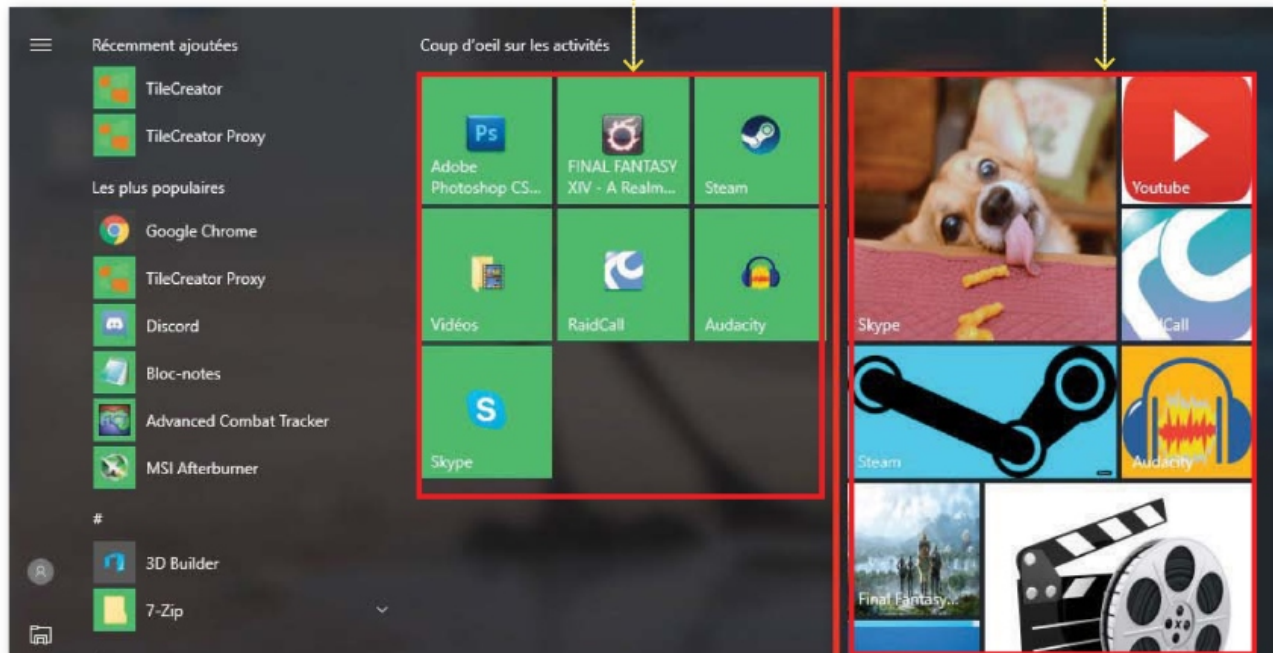 Récemment ajoutées
TileCreator
TileCreator Proxy
Les plus populaires
Google Chrome
TileCreator Proxy
Discord
Bloc-notes
Advanced Combat Tracker
MSI Afterburner
#
3D Builder
7-Zip
Coup d'oeil sur les activités
Ps
Adobe
Photoshop CS...
FINAL FANTASY
XIV - A Realm...
Steam
Vidéos
RaidCall
Audacity
S
Skype
Skype
Youtube
RaidCall
Steam
Audacity
Final Fantasy...